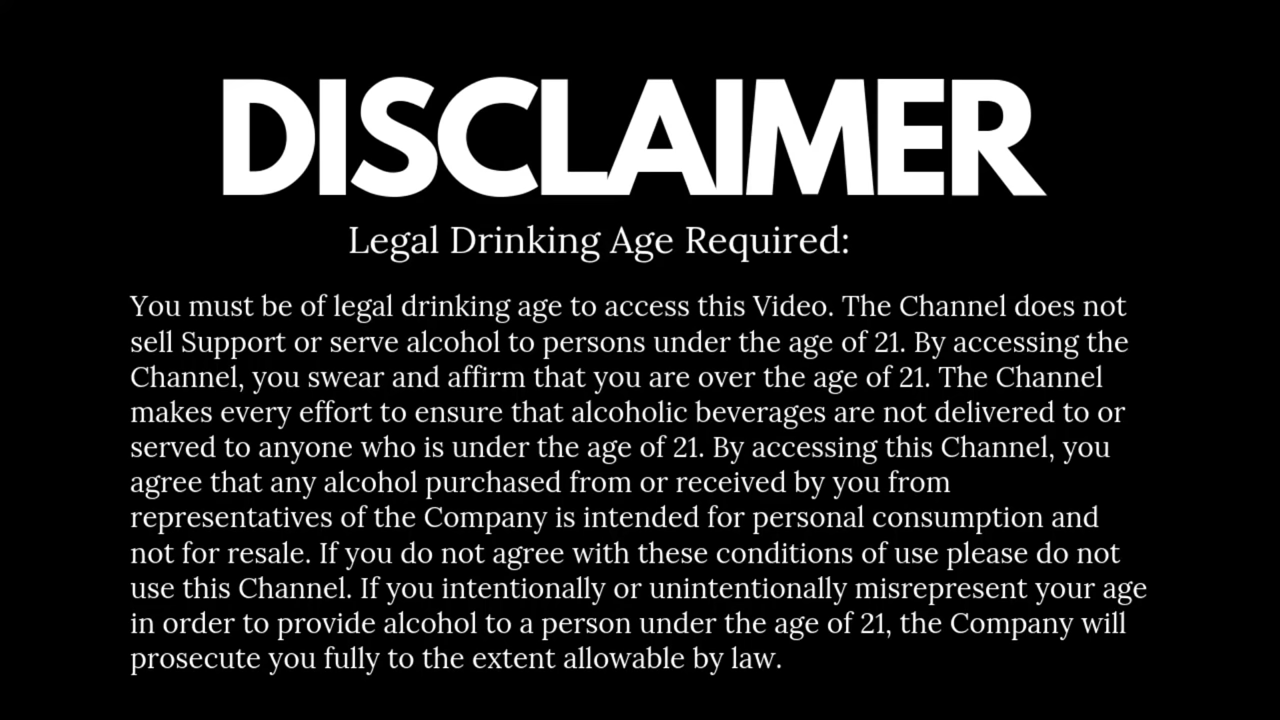 DISCLAIMER
Legal Drinking Age Required:
You must be of legal drinking age to access this Video. The Channel does not
sell Support or serve alcohol to persons under the age of 21. By accessing the
Channel, you swear and affirm that you are over the age of 21. The Channel
makes every effort to ensure that alcoholic beverages are not delivered to or
served to anyone who is under the age of 21. By accessing this Channel, you
agree that any alcohol purchased from or received by you from
representatives of the Company is intended for personal consumption and
not for resale. If you do not agree with these conditions of use please do not
use this Channel. If you intentionally or unintentionally misrepresent your age
in order to provide alcohol to a person under the age of 21, the Company will
prosecute you fully to the extent allowable by law.